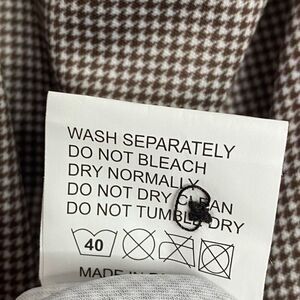 WASH SEPARATELY
DO NOT BLEACH
DRY NORMALLY
DO NOT DRY CLEAN
DO NOT TUMBLE DRY
40
MADE IN